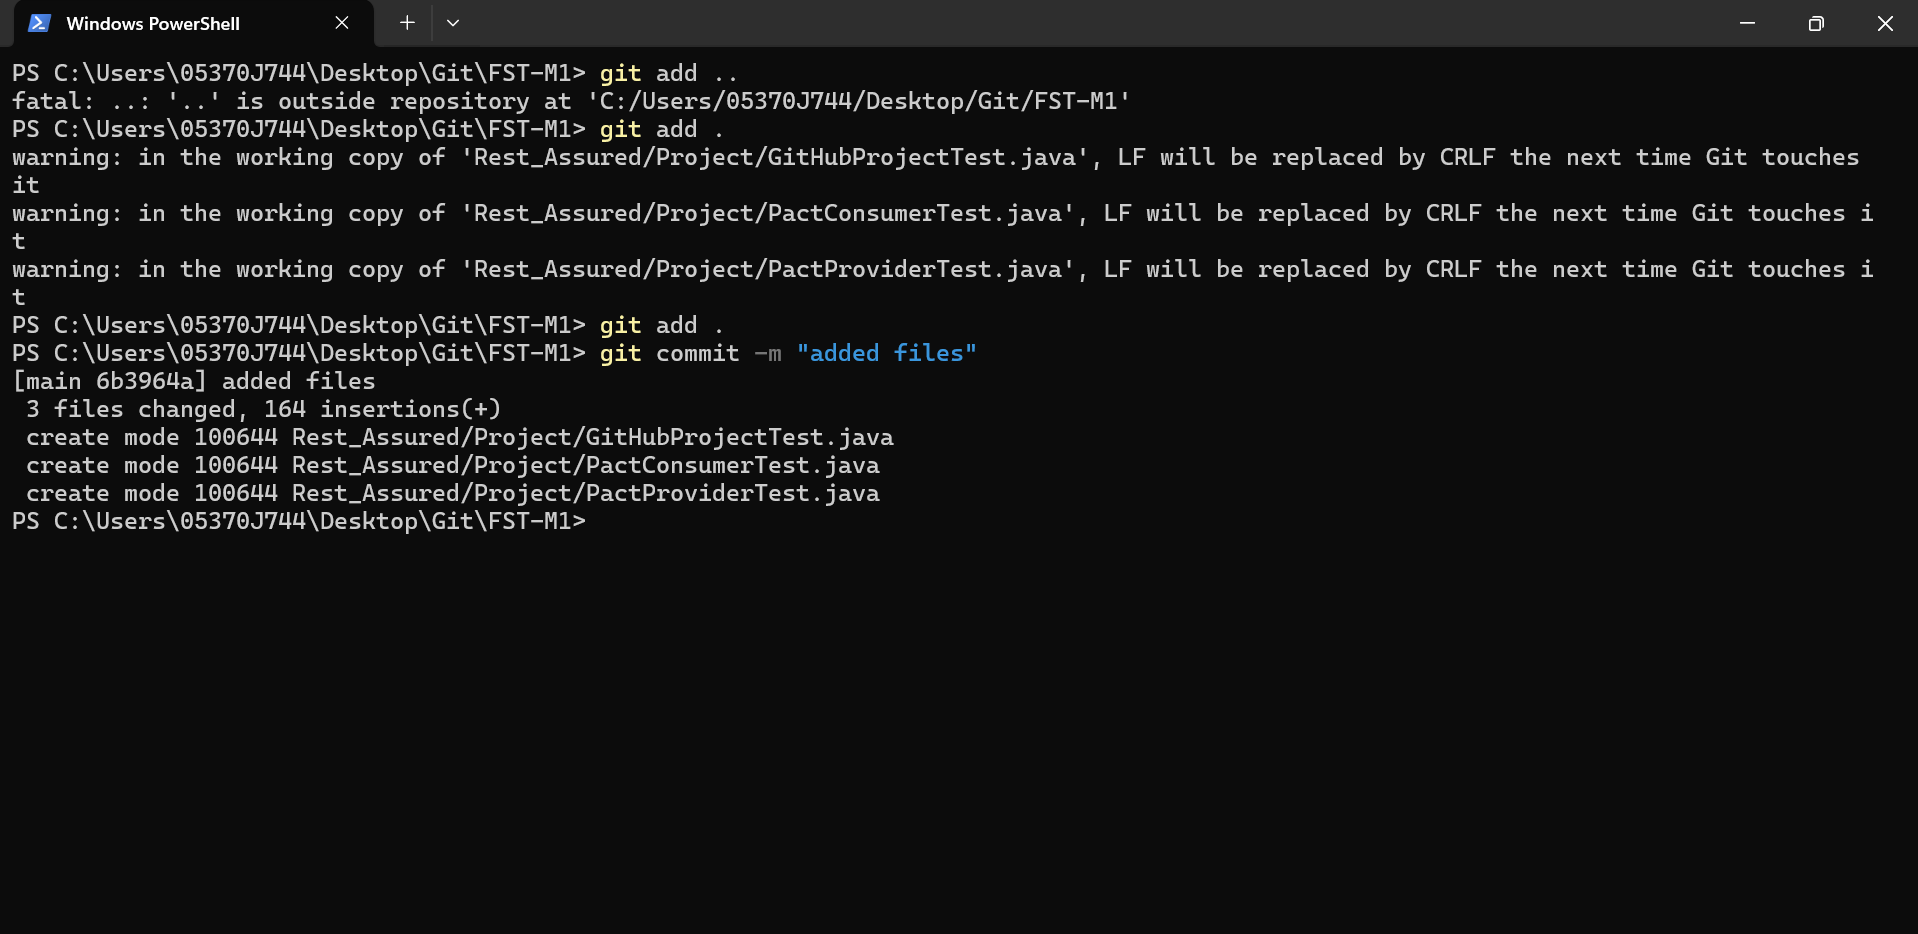 Windows PowerShell
PS C:\Users\05370J744\Desktop\Git\FST-M1> git add ..
fatal: ..: '..' is outside repository at 'C:/Users/05370J744/Desktop/Git/FST-M1'
PS C:\Users\05370J744\Desktop\Git\FST-M1> git add .
warning: in the working copy of 'Rest_Assured/Project/GitHubProjectTest.java', LF will be replaced by CRLF the next time Git touches
it
warning: in the working copy of 'Rest_Assured/Project/PactConsumerTest.java', LF will be replaced by CRLF the next time Git touches i
t
warning: in the working copy of 'Rest_Assured/Project/PactProviderTest.java', LF will be replaced by CRLF the next time Git touches i
t
PS C:\Users\05370J744\Desktop\Git\FST-M1> git add .
PS C:\Users\05370J744\Desktop\Git\FST-M1> git commit -m "added files"
[main 6b3964a] added files
 3 files changed, 164 insertions(+)
 create mode 100644 Rest_Assured/Project/GitHubProjectTest.java
 create mode 100644 Rest_Assured/Project/PactConsumerTest.java
 create mode 100644 Rest_Assured/Project/PactProviderTest.java
PS C:\Users\05370J744\Desktop\Git\FST-M1>